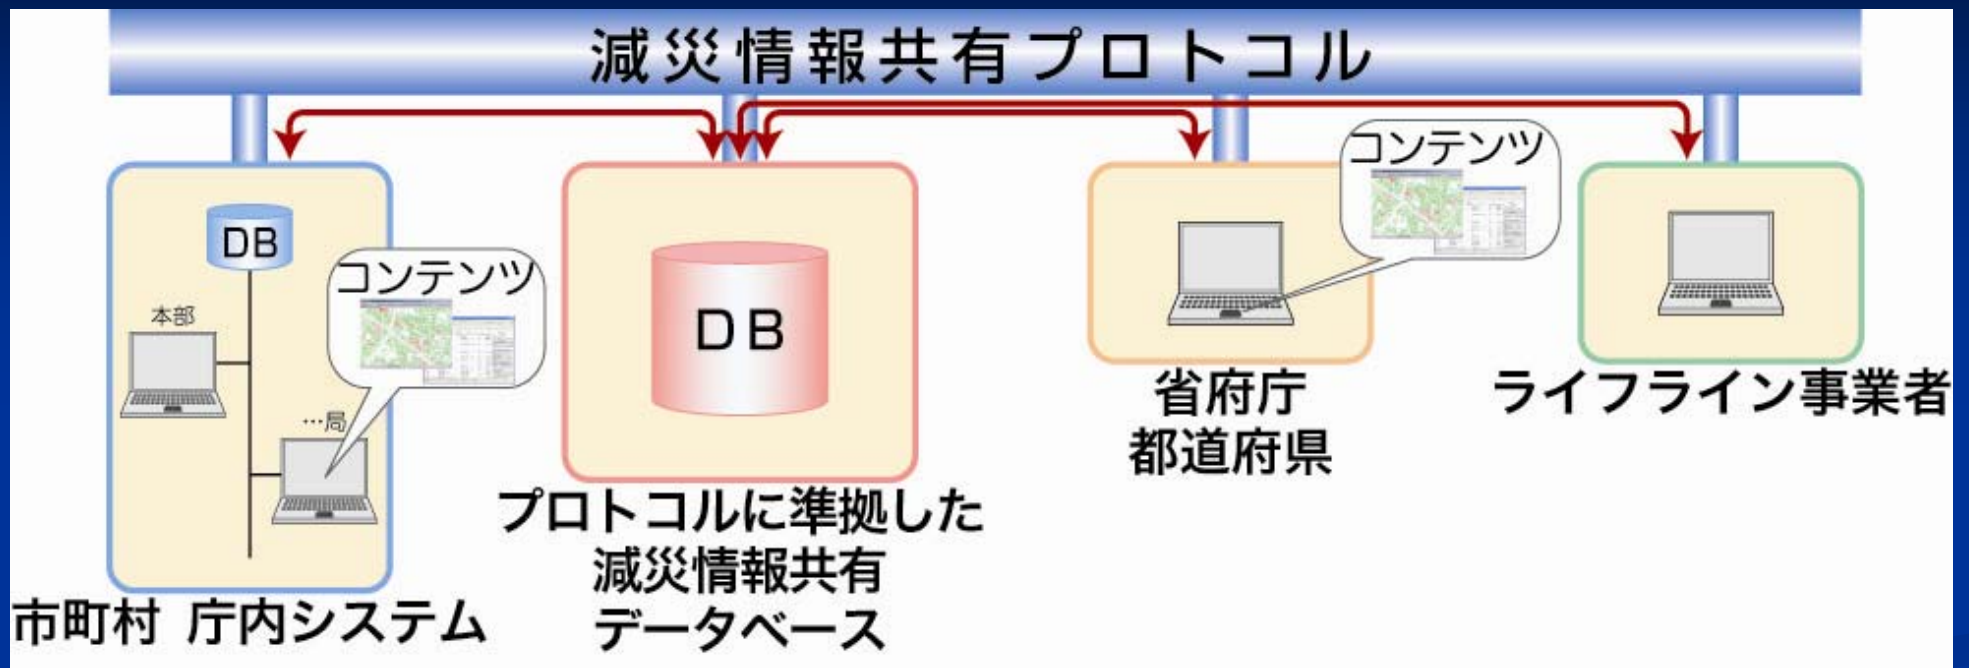 減災情報共有プロトコル
DB
本部
…局
コンテンツ
市町村 庁内システム
DB
プロトコルに準拠した
減災情報共有
データベース
コンテンツ
省府庁
都道府県
ライフライン事業者